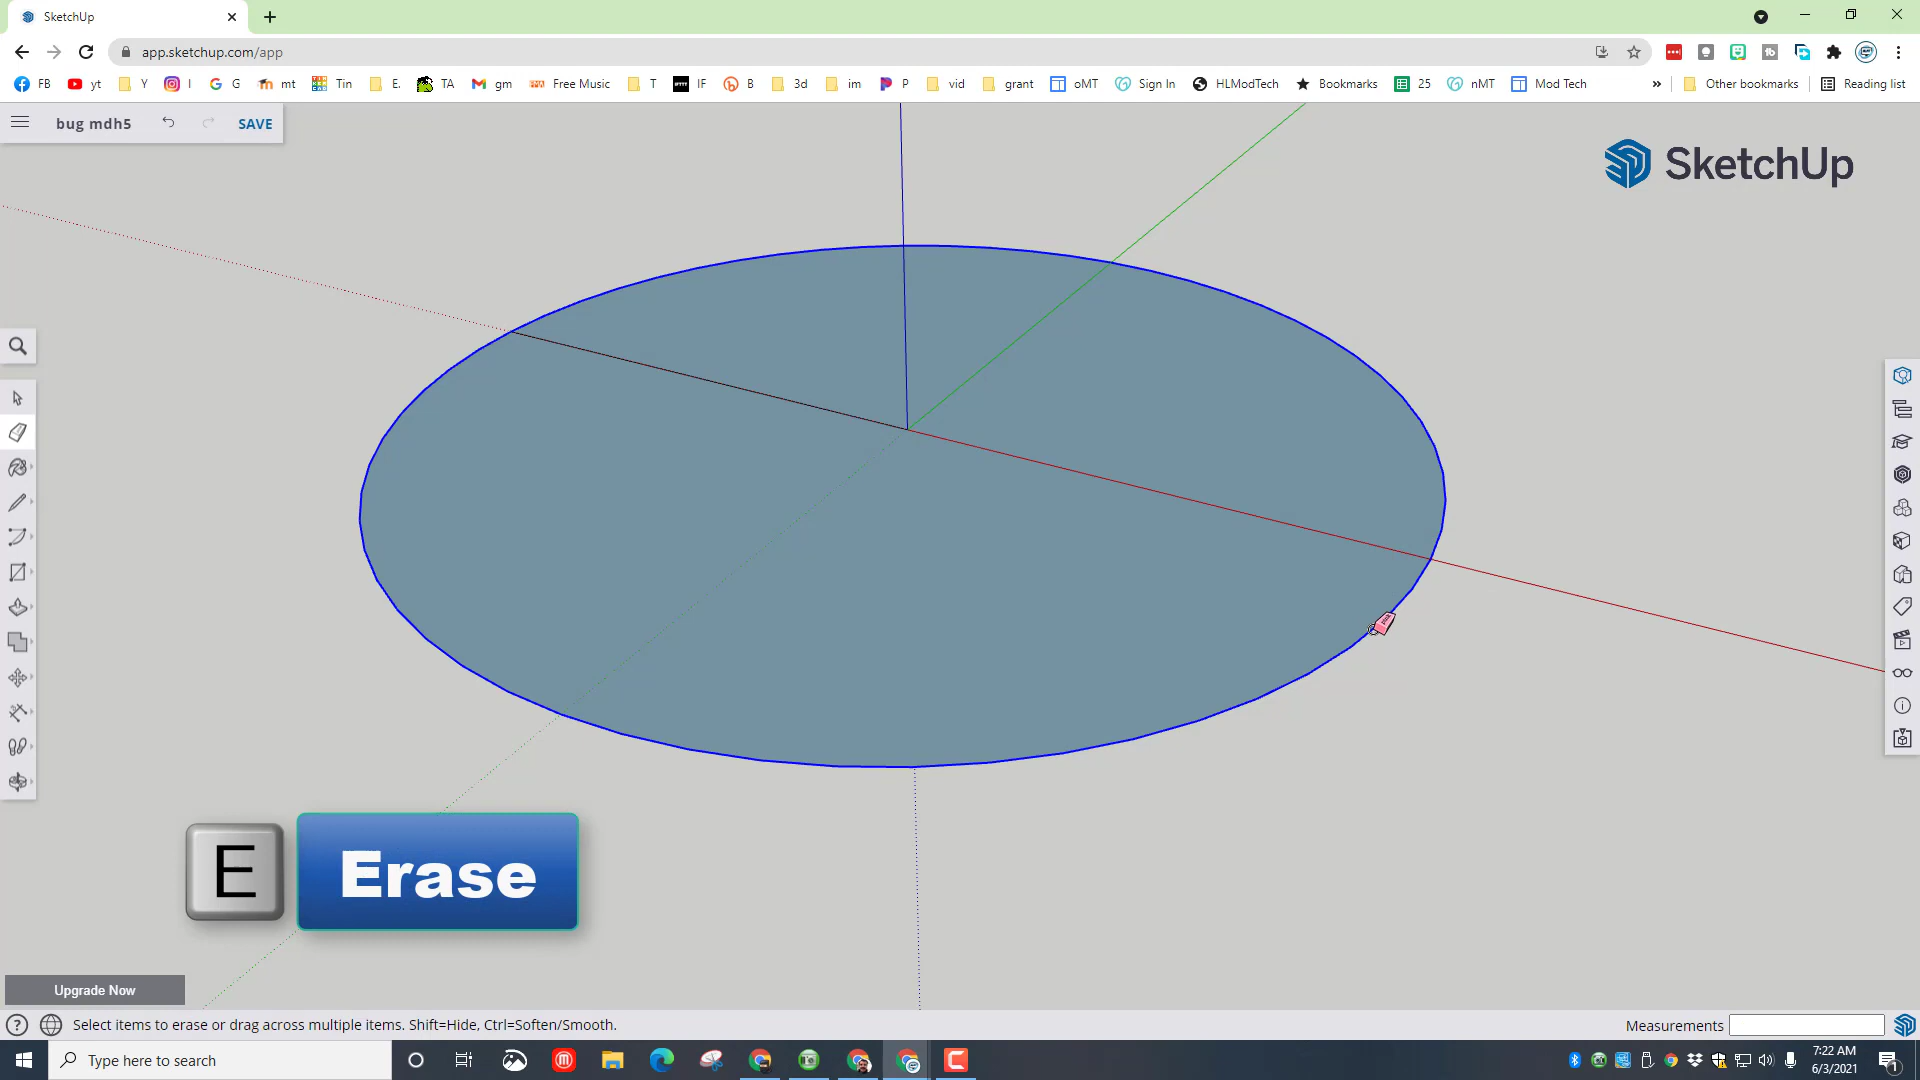 SketchUp
app.sketchup.com/app
FB yt Y I G mt Tin E. TA gm Free Music T IF B 3d im P vid grant oMT Sign In HLModTech Bookmarks 25 nMT Mod Tech » Other bookmarks Reading list
bug mdh5 SAVE
SketchUp
E Erase
Upgrade Now
Select items to erase or drag across multiple items. Shift=Hide, Ctrl=Soften/Smooth.
Measurements
Type here to search
7:22 AM
6/3/2021
1